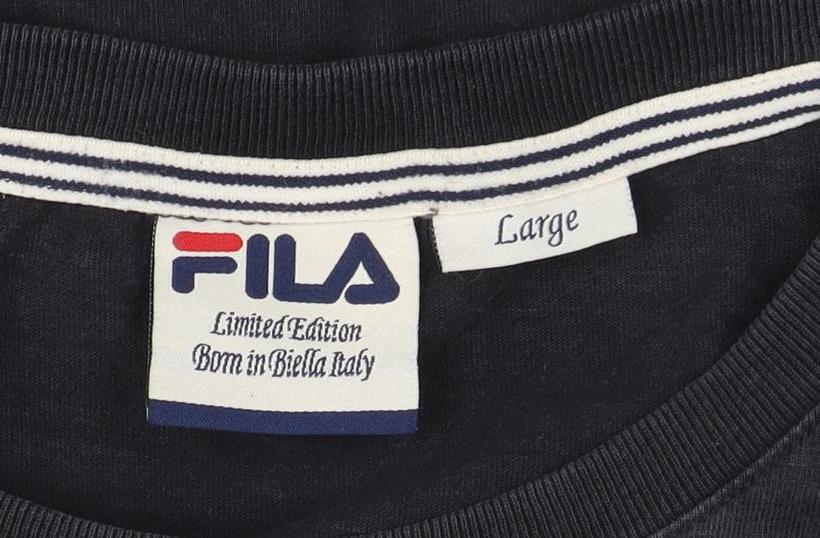 FILA
Limited Edition
Born in Biella Italy
Large